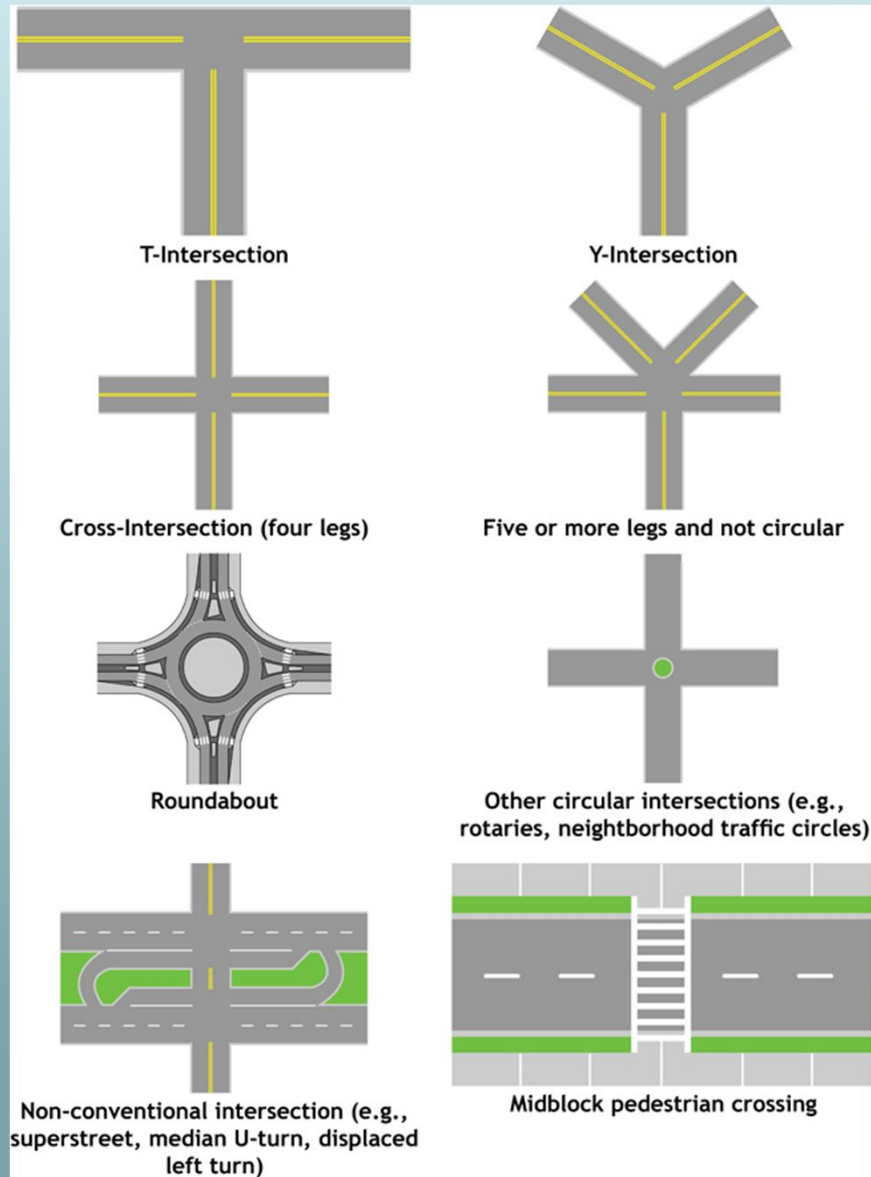 T-Intersection
Y-Intersection
Cross-Intersection (four legs)
Five or more legs and not circular
Roundabout
Other circular intersections (e.g.,
rotaries, neightborhood traffic circles)
Non-conventional intersection (e.g.,
superstreet, median U-turn, displaced
left turn)
Midblock pedestrian crossing